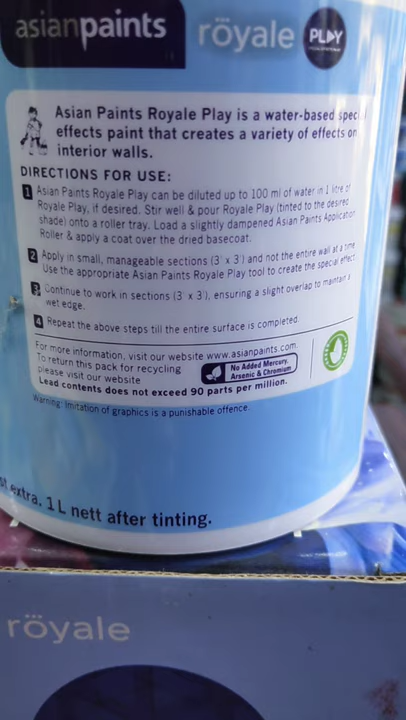 asianpaints röyale PLAY
Asian Paints Royale Play is a water-based special
effects paint that creates a variety of effects on
interior walls.
DIRECTIONS FOR USE:
1 Asian Paints Royale Play can be diluted up to 100 ml of water in 1 litre of
Royale Play, if desired. Stir well & pour Royale Play (tinted to the desired
shade) onto a roller tray. Load a slightly dampened Asian Paints Application
Roller & apply a coat over the dried basecoat.
2 Apply in small, manageable sections (3' x 3') and not the entire wall at a time.
Use the appropriate Asian Paints Royale Play tool to create the special effect.
3 Continue to work in sections (3' x 3'), ensuring a slight overlap to maintain a
wet edge.
4 Repeat the above steps till the entire surface is completed.
For more information, visit our website www.asianpaints.com.
To return this pack for recycling
please visit our website
No Added Mercury,
Arsenic & Chromium
Lead contents does not exceed 90 parts per million.
Warning: Imitation of graphics is a punishable offence.
extra. 1 L nett after tinting.
röyale